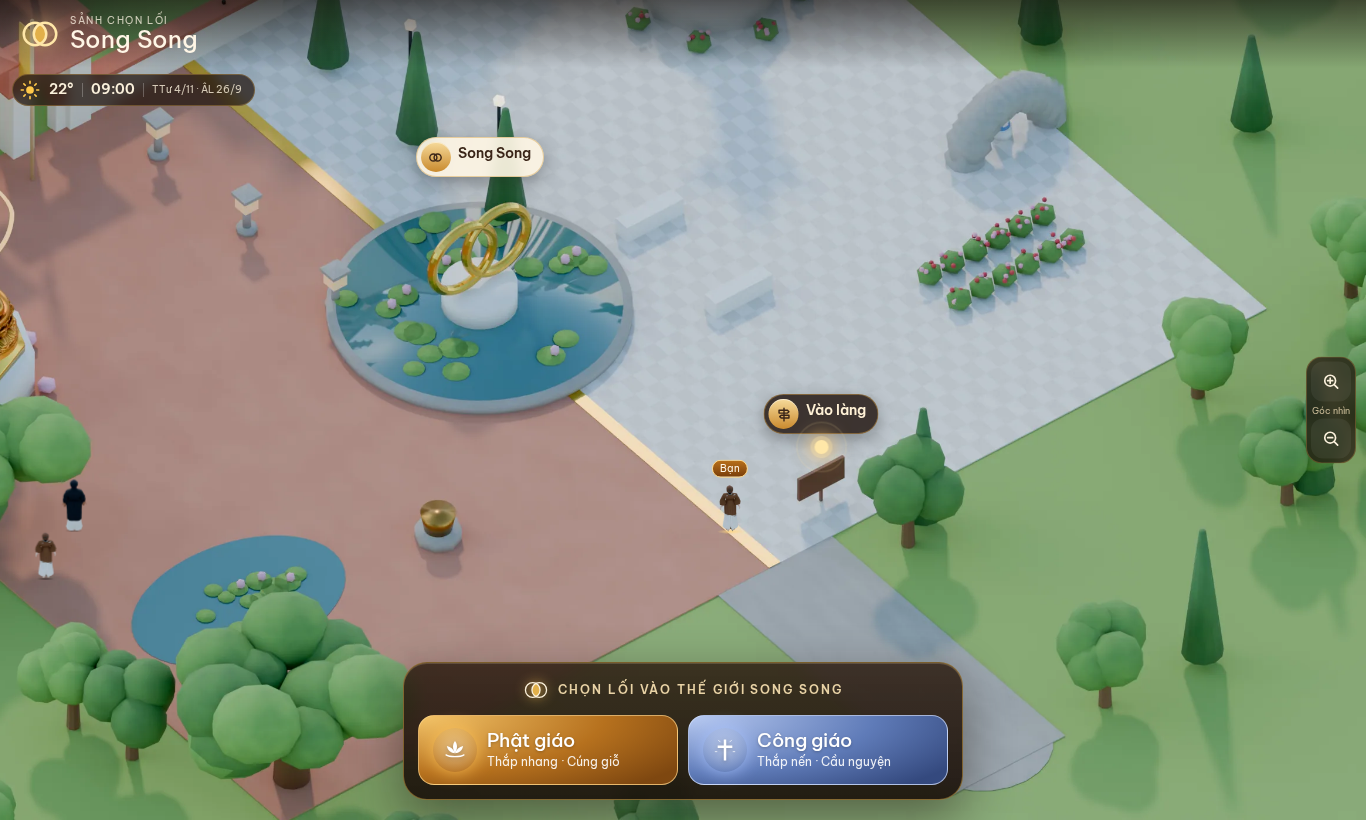 SẢNH CHỌN LỐI
Song Song
22° 09:00 TTư 4/11 · ÂL 26/9
Song Song
Vào làng
Góc nhìn
Bạn
CHỌN LỐI VÀO THẾ GIỚI SONG SONG
Phật giáo
Thắp nhang · Cúng giỗ
Công giáo
Thắp nến · Cầu nguyện